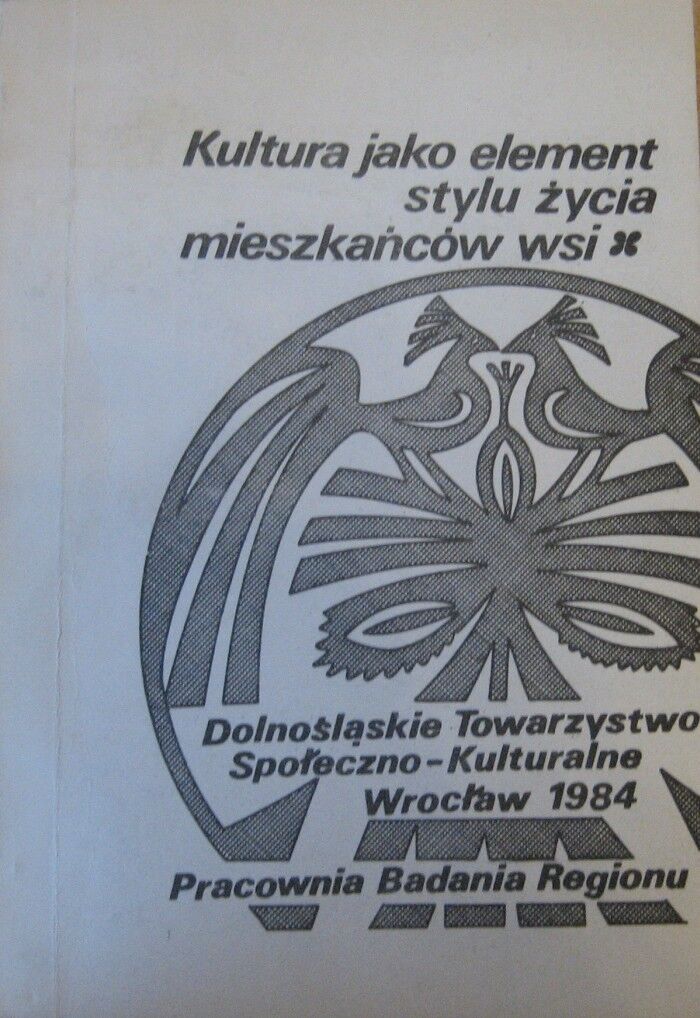 Kultura jako element
stylu życia
mieszkańców wsi
Dolnośląskie Towarzystwo
Społeczno-Kulturalne
Wrocław 1984
Pracownia Badania Regionu